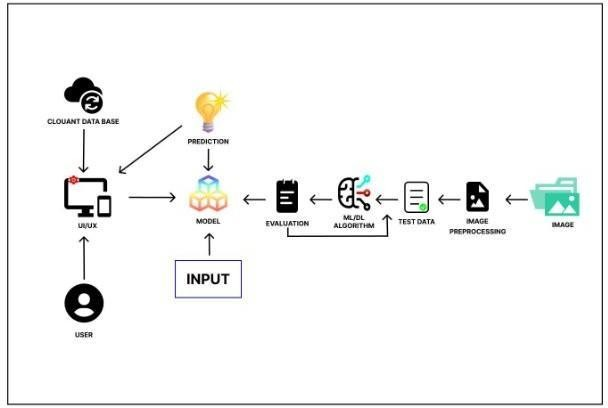 CLOUANT DATA BASE
PREDICTION
UI/UX
MODEL
EVALUATION
ML/DL
ALGORITHM
TEST DATA
IMAGE
PREPROCESSING
IMAGE
INPUT
USER